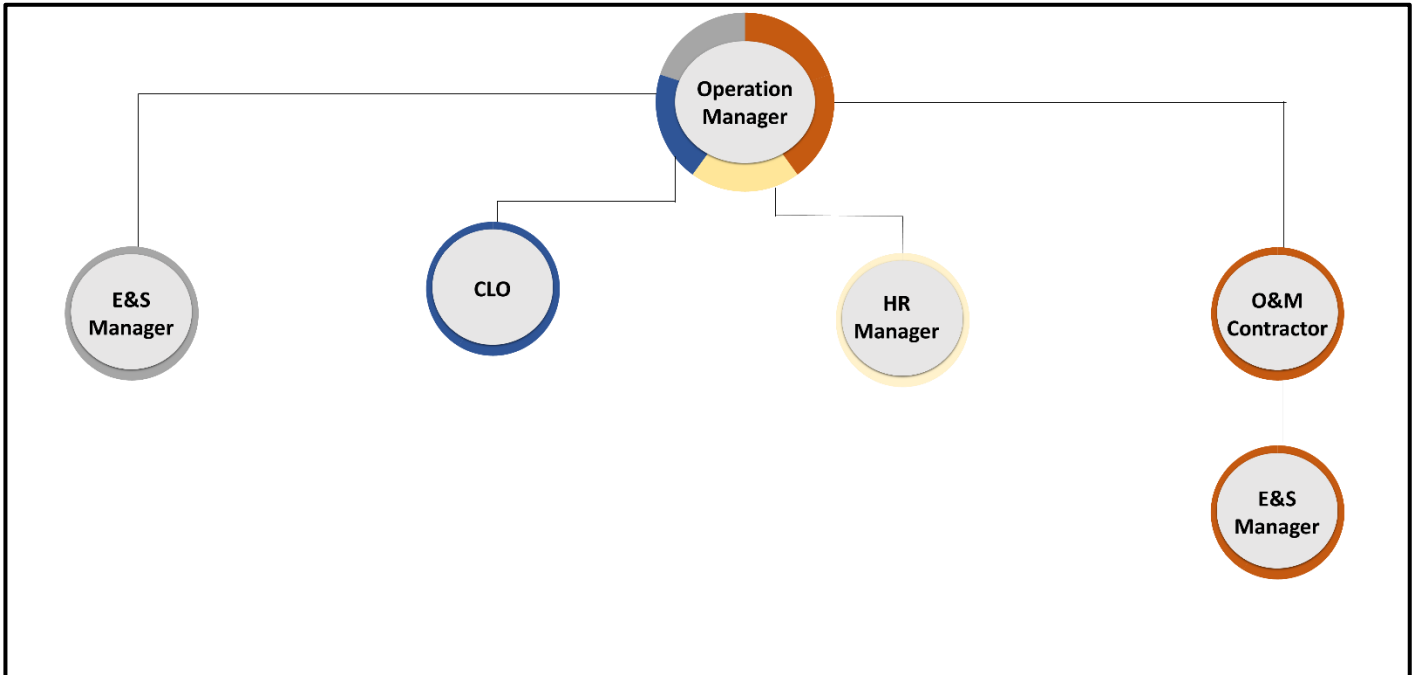 Operation
Manager
E&S
Manager
CLO
HR
Manager
O&M
Contractor
E&S
Manager